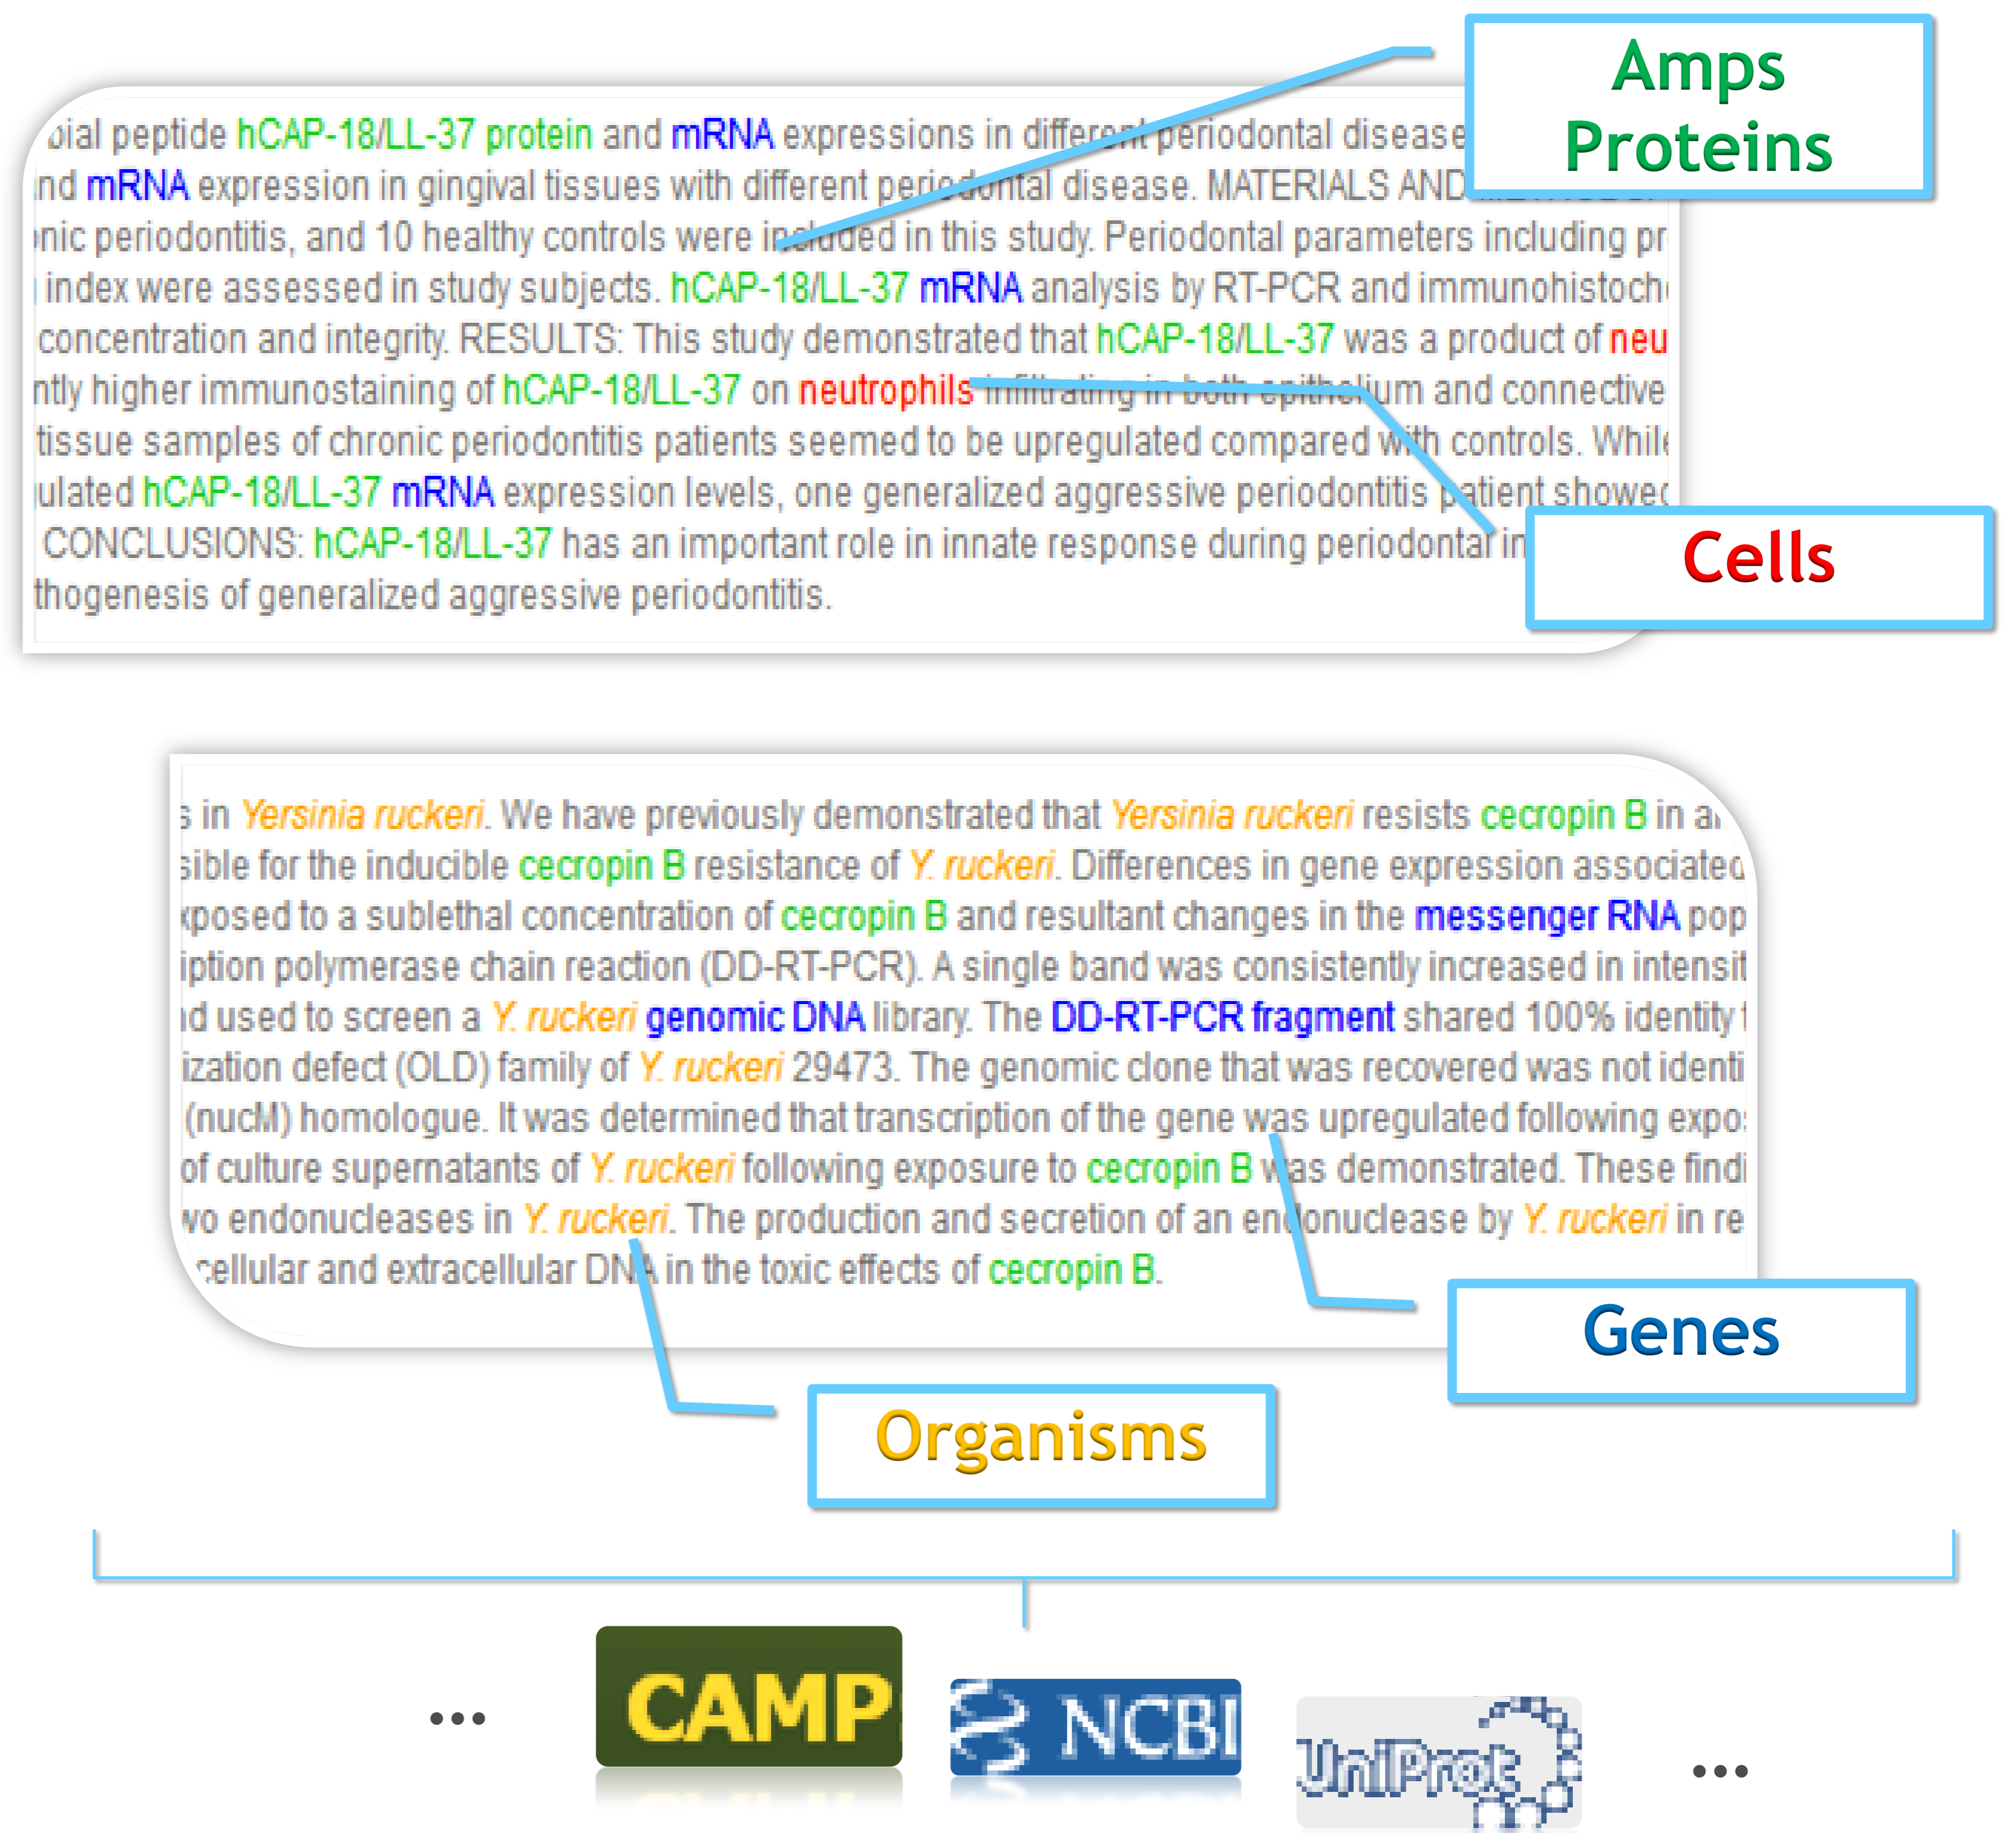 Amps
Proteins
peptide hCAP-18/LL-37 protein and mRNA expressions in different periodontal disease
mRNA expression in gingival tissues with different periodontal disease. MATERIALS AND
periodontitis, and 10 healthy controls were included in this study. Periodontal parameters including
index were assessed in study subjects. hCAP-18/LL-37 mRNA analysis by RT-PCR and immunohistoch
concentration and integrity. RESULTS: This study demonstrated that hCAP-18/LL-37 was a product of neu
ntly higher immunostaining of hCAP-18/LL-37 on neutrophils infiltrating in both epithelium and connective
tissue samples of chronic periodontitis patients seemed to be upregulated compared with controls. While
ulated hCAP-18/LL-37 mRNA expression levels, one generalized aggressive periodontitis patient showed
CONCLUSIONS: hCAP-18/LL-37 has an important role in innate response during periodontal in
Cells
thogenesis of generalized aggressive periodontitis.
s in Yersinia ruckeri. We have previously demonstrated that Yersinia ruckeri resists cecropin B in
sible for the inducible cecropin B resistance of Y. ruckeri. Differences in gene expression associated
xposed to a sublethal concentration of cecropin B and resultant changes in the messenger RNA pop
iption polymerase chain reaction (DD-RT-PCR). A single band was consistently increased in intensit
d used to screen a Y. ruckeri genomic DNA library. The DD-RT-PCR fragment shared 100% identity
ization defect (OLD) family of Y. ruckeri 29473. The genomic clone that was recovered was not identi
(nucM) homologue. It was determined that transcription of the gene was upregulated following expo
of culture supernatants of Y. ruckeri following exposure to cecropin B was demonstrated. These findi
wo endonucleases in Y. ruckeri. The production and secretion of an endonuclease by Y. ruckeri in re
cellular and extracellular DNA in the toxic effects of cecropin B.
Genes
Organisms
... CAMP NCBI UniProt ...